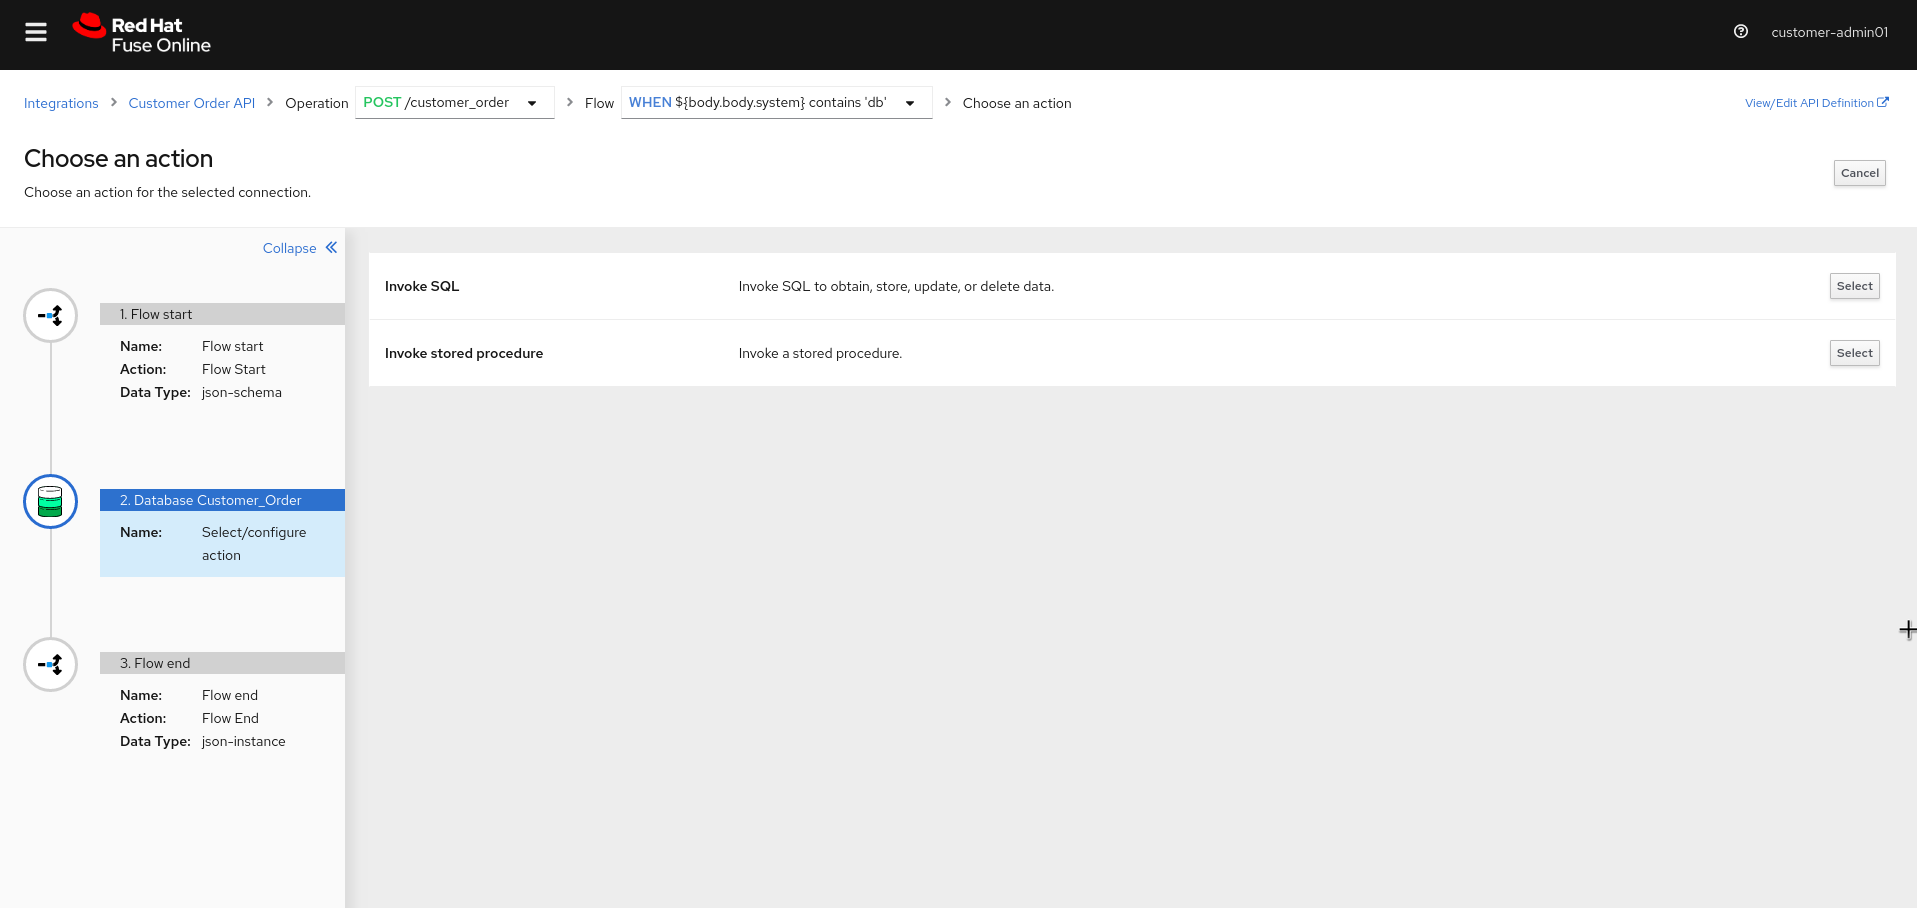 Red Hat
Fuse Online
customer-admin01
Integrations > Customer Order API > Operation POST /customer_order > Flow WHEN ${body.body.system} contains 'db' > Choose an action View/Edit API Definition
Choose an action
Choose an action for the selected connection.
Cancel
Collapse
1. Flow start
Name: Flow start
Action: Flow Start
Data Type: json-schema
2. Database Customer_Order
Name: Select/configure
action
3. Flow end
Name: Flow end
Action: Flow End
Data Type: json-instance
Invoke SQL Invoke SQL to obtain, store, update, or delete data. Select
Invoke stored procedure Invoke a stored procedure. Select